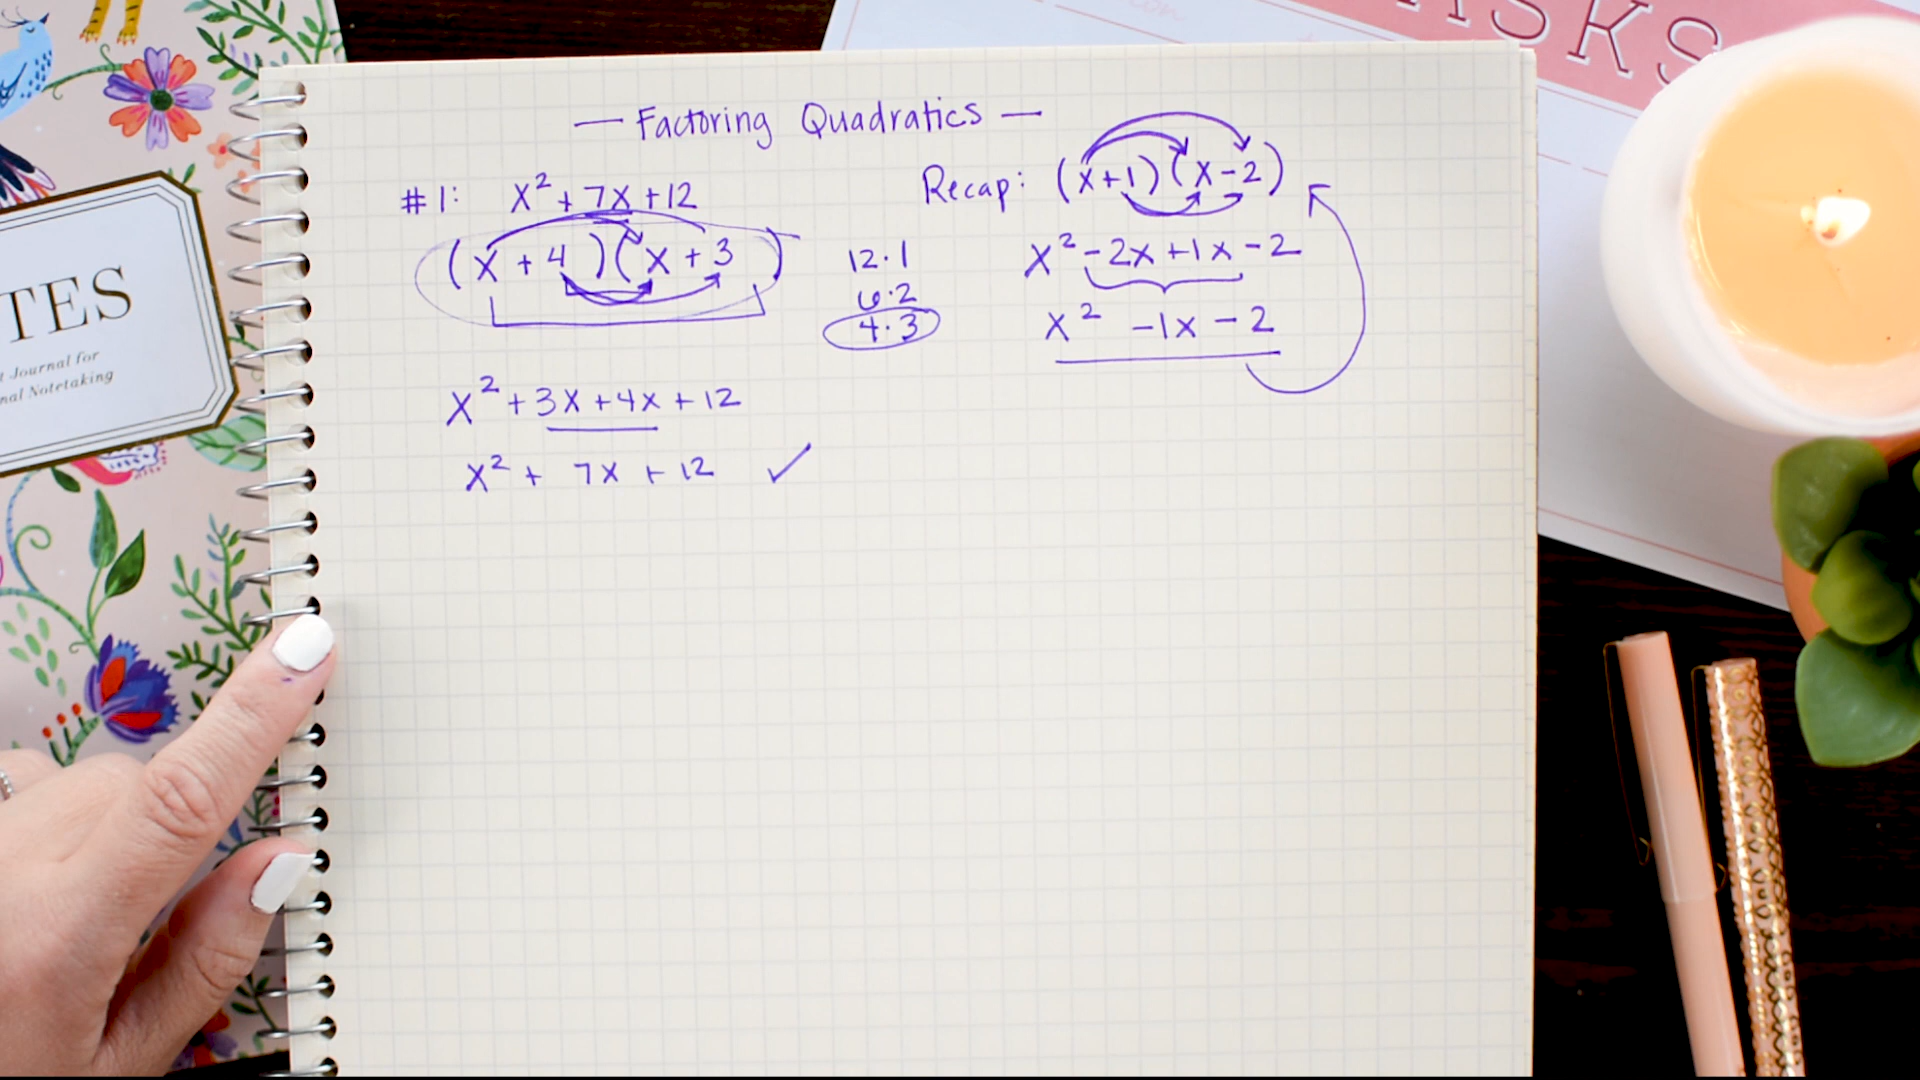 — Factoring Quadratics —
#1: x² + 7x + 12
(x + 4)(x + 3)
12·1
6·2
4·3
x² + 3x + 4x + 12
x² + 7x + 12 ✓
Recap: (x+1)(x-2)
x² - 2x + 1x - 2
x² - 1x - 2
TES
Journal for
Notetaking
SKS